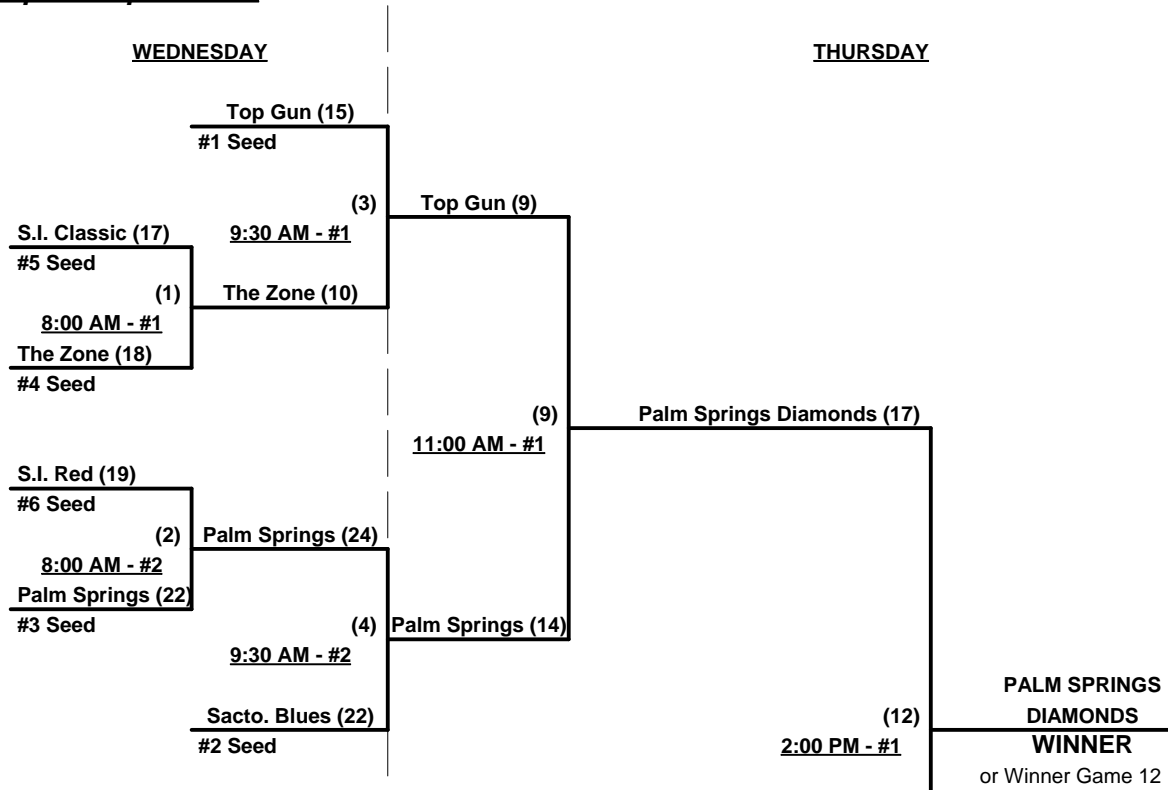 WEDNESDAY
THURSDAY
Top Gun (15)
#1 Seed
(3)
9:30 AM - #1
Top Gun (9)
S.I. Classic (17)
#5 Seed
(1)
8:00 AM - #1
The Zone (10)
The Zone (18)
#4 Seed
(9)
11:00 AM - #1
Palm Springs Diamonds (17)
S.I. Red (19)
#6 Seed
(2)
8:00 AM - #2
Palm Springs (24)
Palm Springs (22)
#3 Seed
(4)
9:30 AM - #2
Palm Springs (14)
Sacto. Blues (22)
#2 Seed
(12)
2:00 PM - #1
PALM SPRINGS
DIAMONDS
WINNER
or Winner Game 12